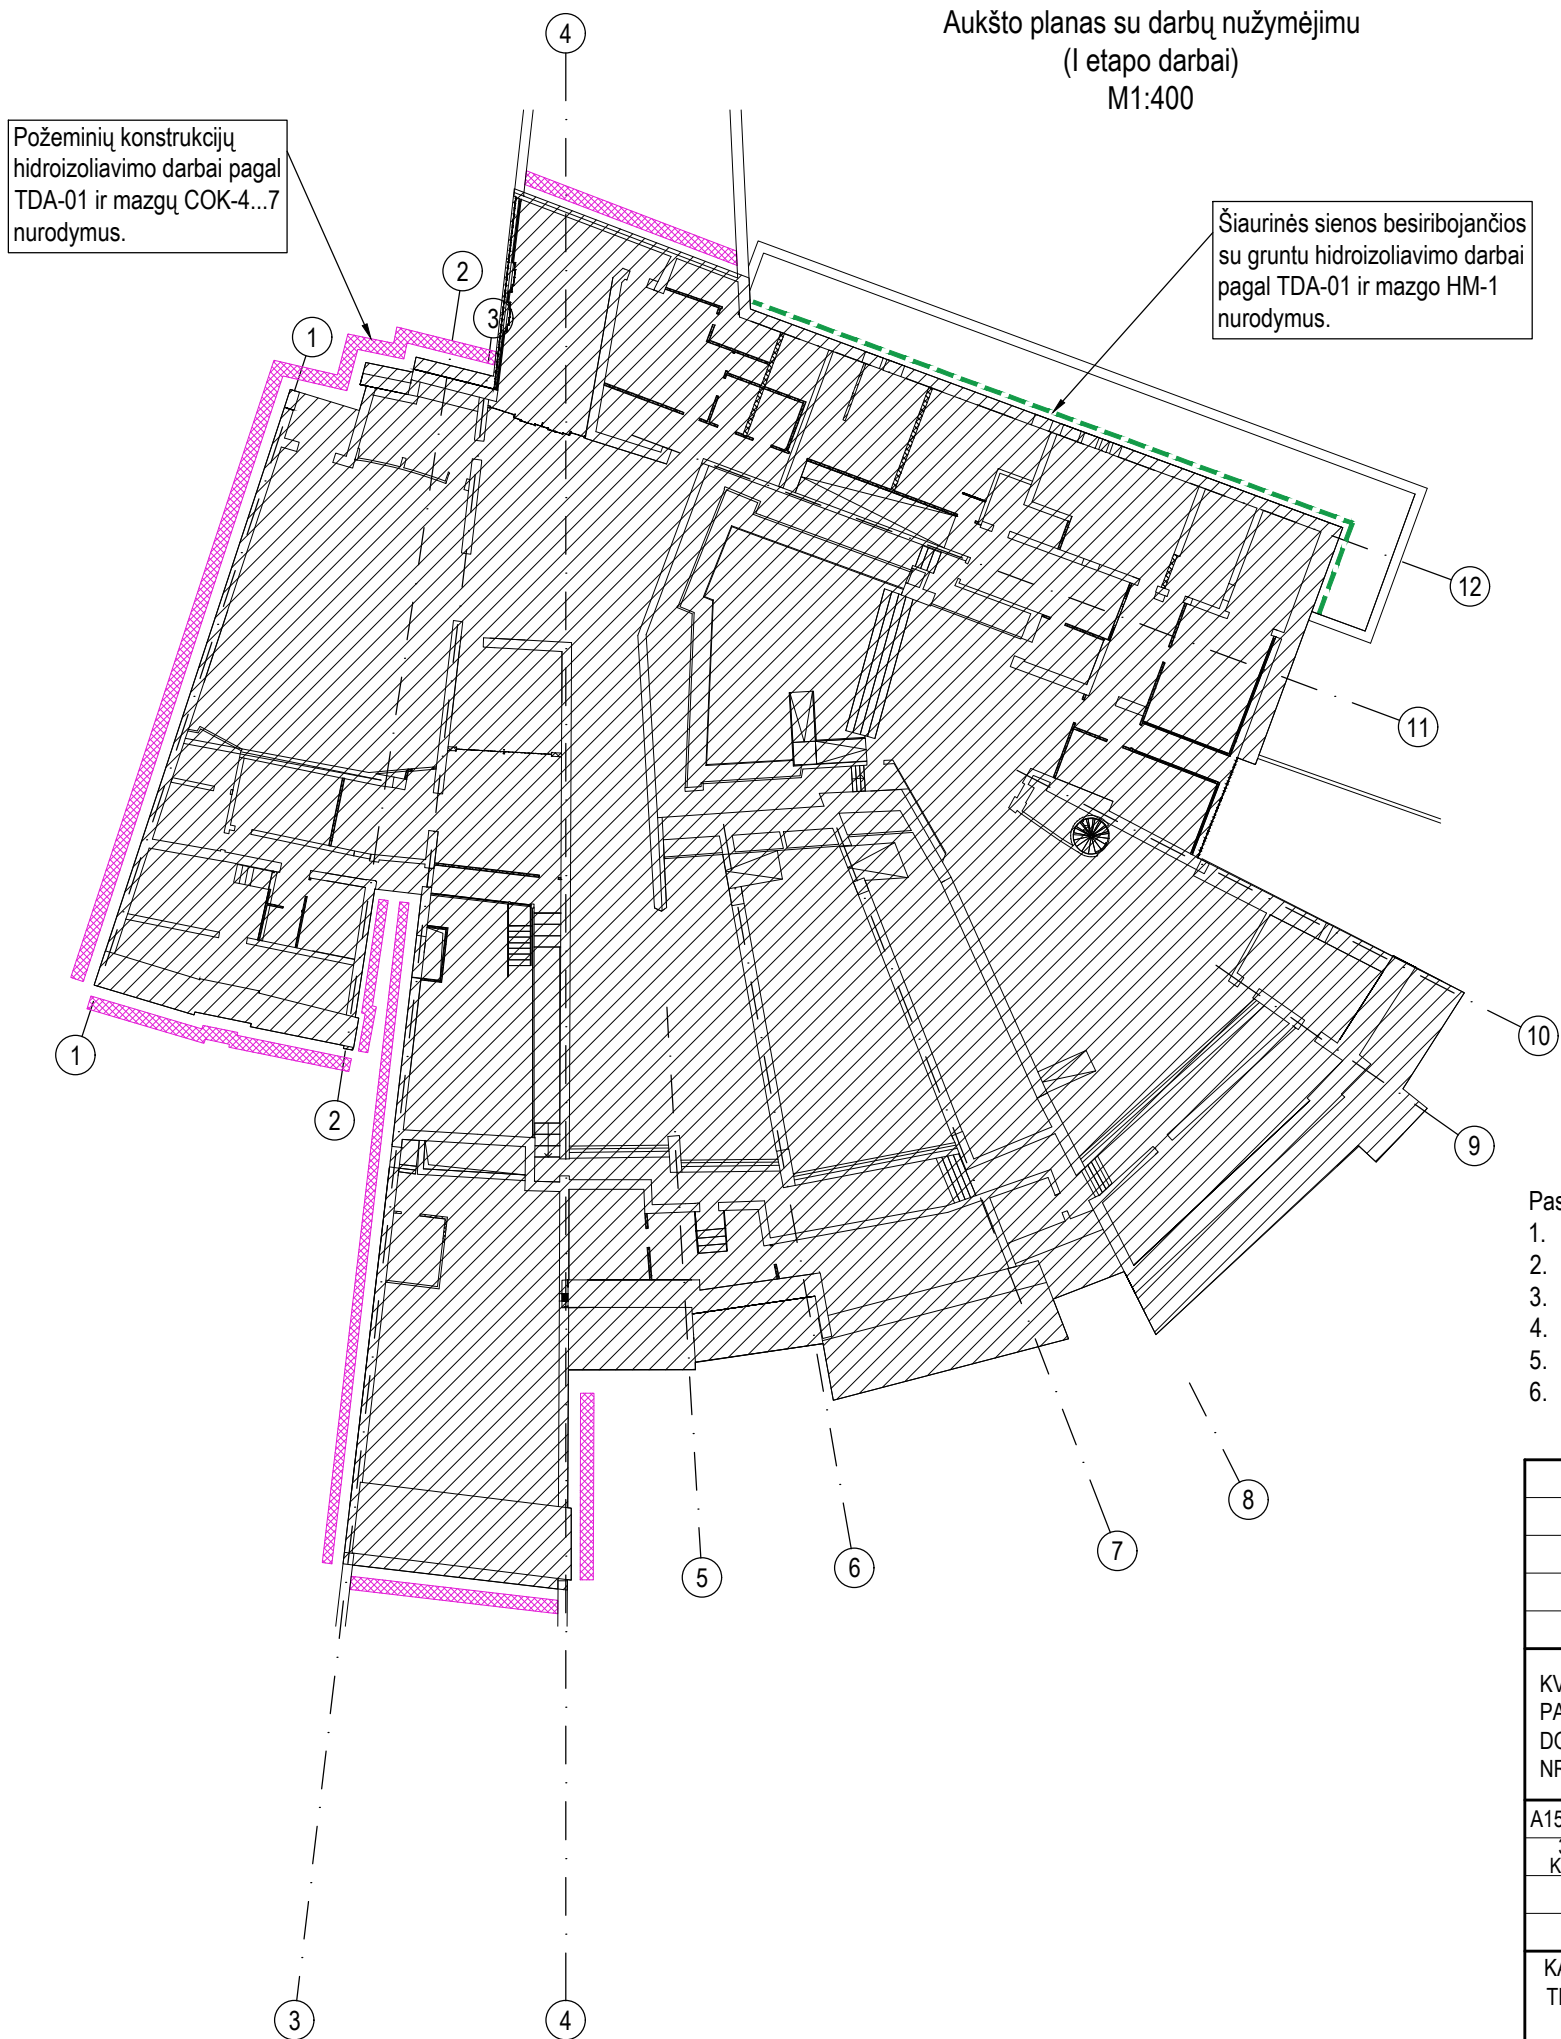 Aukšto planas su darbų nužymėjimu
(I etapo darbai)
M1:400
4
Požeminių konstrukcijų
hidroizoliavimo darbai pagal
TDA-01 ir mazgų COK-4...7
nurodymus.
Šiaurinės sienos besiribojančios
su gruntu hidroizoliavimo darbai
pagal TDA-01 ir mazgo HM-1
nurodymus.
2
3
1
12
11
10
1
2
9
8
7
6
5
3
4
Pas
1.
2.
3.
4.
5.
6.
KV
PA
DO
NR
A15
K
KA